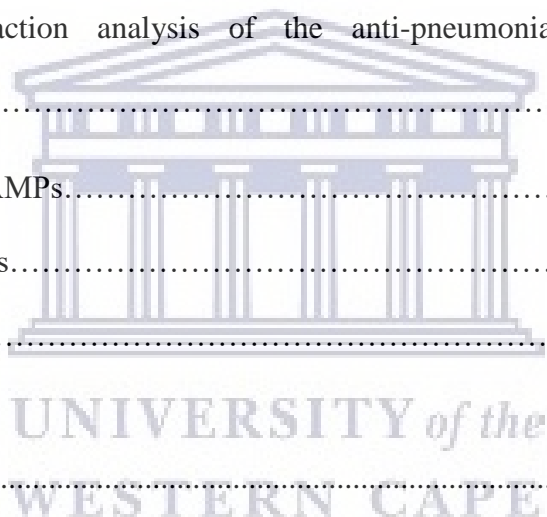 action analysis of the anti-pneumonia
................................................................
AMPs................................................
s......................................................
................................................................
UNIVERSITY of the
................................................................
WESTERN CAPE